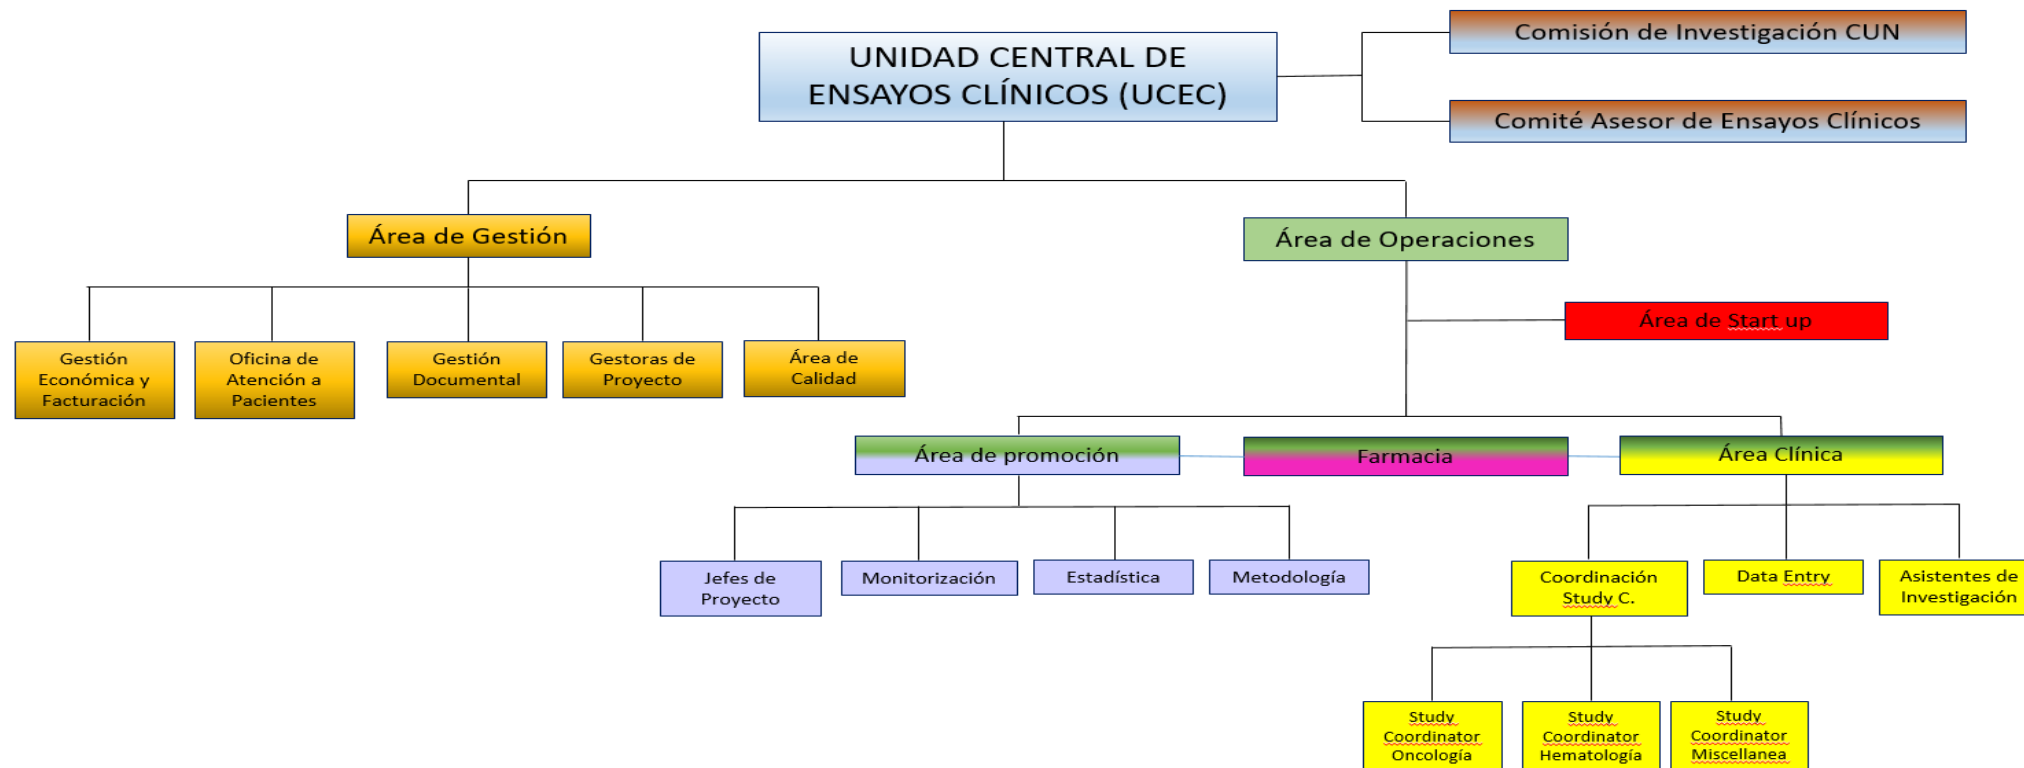 UNIDAD CENTRAL DE
ENSAYOS CLÍNICOS (UCEC)
Comisión de Investigación CUN
Comité Asesor de Ensayos Clínicos
Área de Gestión
Área de Operaciones
Área de Start up
Gestión
Económica y
Facturación
Oficina de
Atención a
Pacientes
Gestión
Documental
Gestoras de
Proyecto
Área de
Calidad
Área de promoción
Farmacia
Área Clínica
Jefes de
Proyecto
Monitorización
Estadística
Metodología
Coordinación
Study C.
Data Entry
Asistentes de
Investigación
Study
Coordinator
Oncología
Study
Coordinator
Hematología
Study
Coordinator
Miscellanea